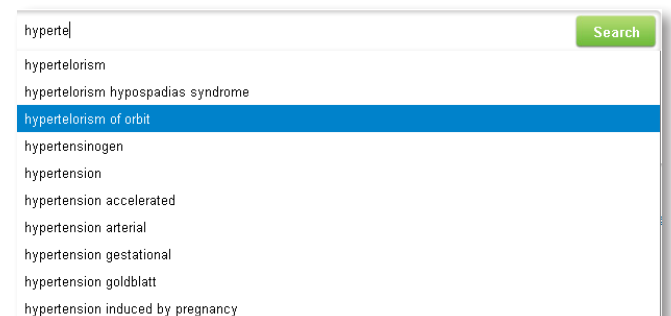 hyperte
Search
hypertelorism
hypertelorism hypospadias syndrome
hypertelorism of orbit
hypertensinogen
hypertension
hypertension accelerated
hypertension arterial
hypertension gestational
hypertension goldblatt
hypertension induced by pregnancy